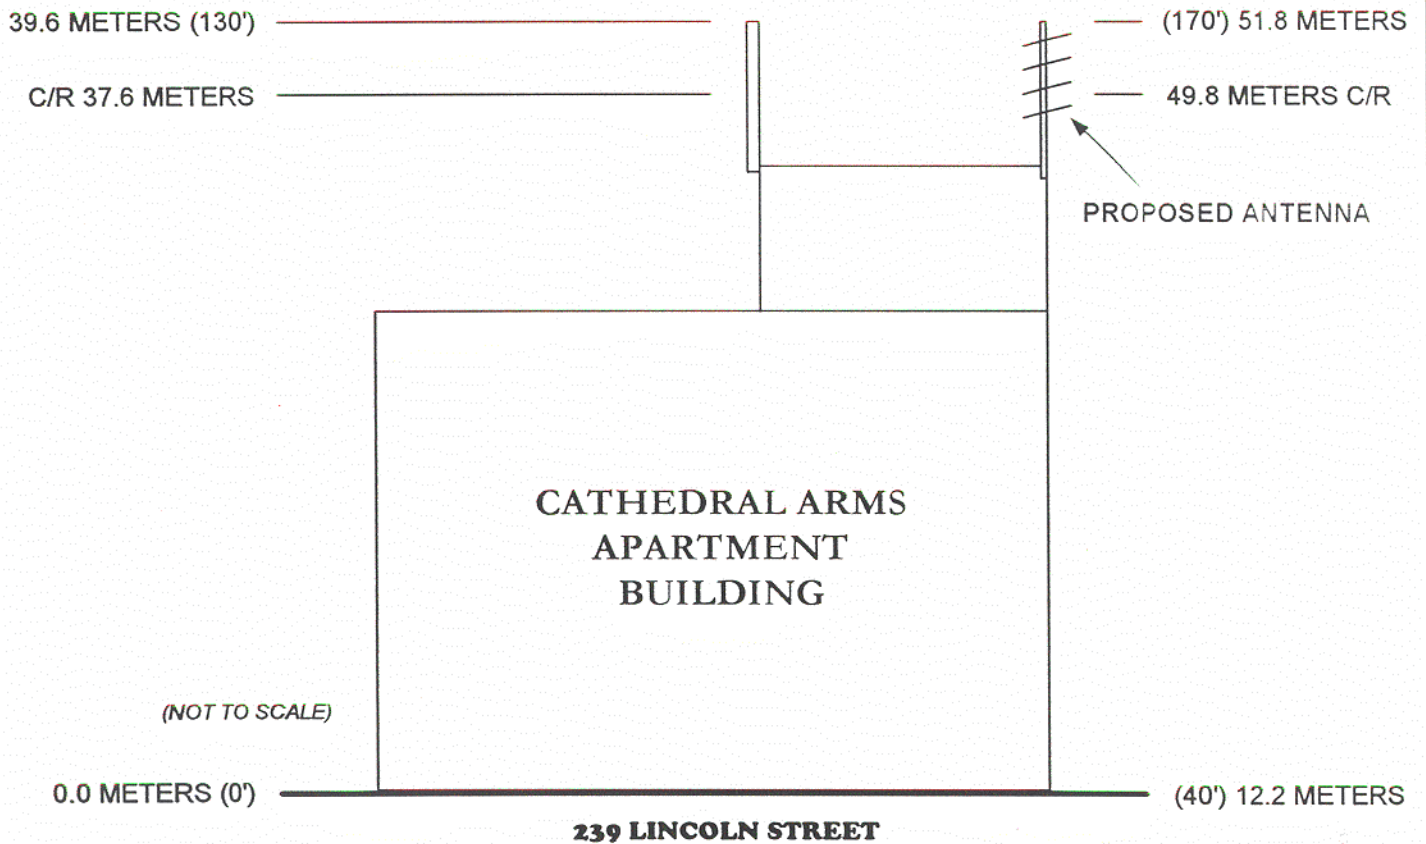 39.6 METERS (130')
(170') 51.8 METERS
C/R 37.6 METERS
49.8 METERS C/R
PROPOSED ANTENNA
CATHEDRAL ARMS
APARTMENT
BUILDING
(NOT TO SCALE)
0.0 METERS (0')
(40') 12.2 METERS
239 LINCOLN STREET